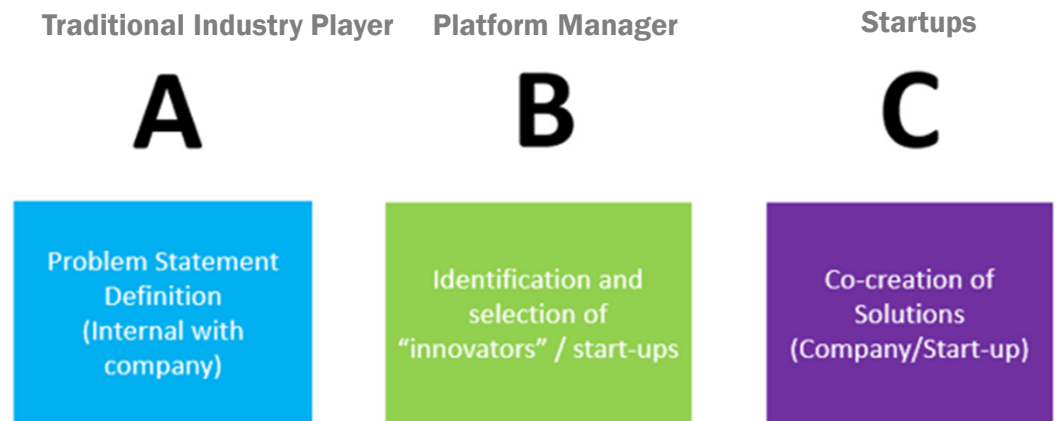 Traditional Industry Player
Platform Manager
Startups
A
B
C
Problem Statement
Definition
(Internal with
company)
Identification and
selection of
“innovators” / start-ups
Co-creation of
Solutions
(Company/Start-up)